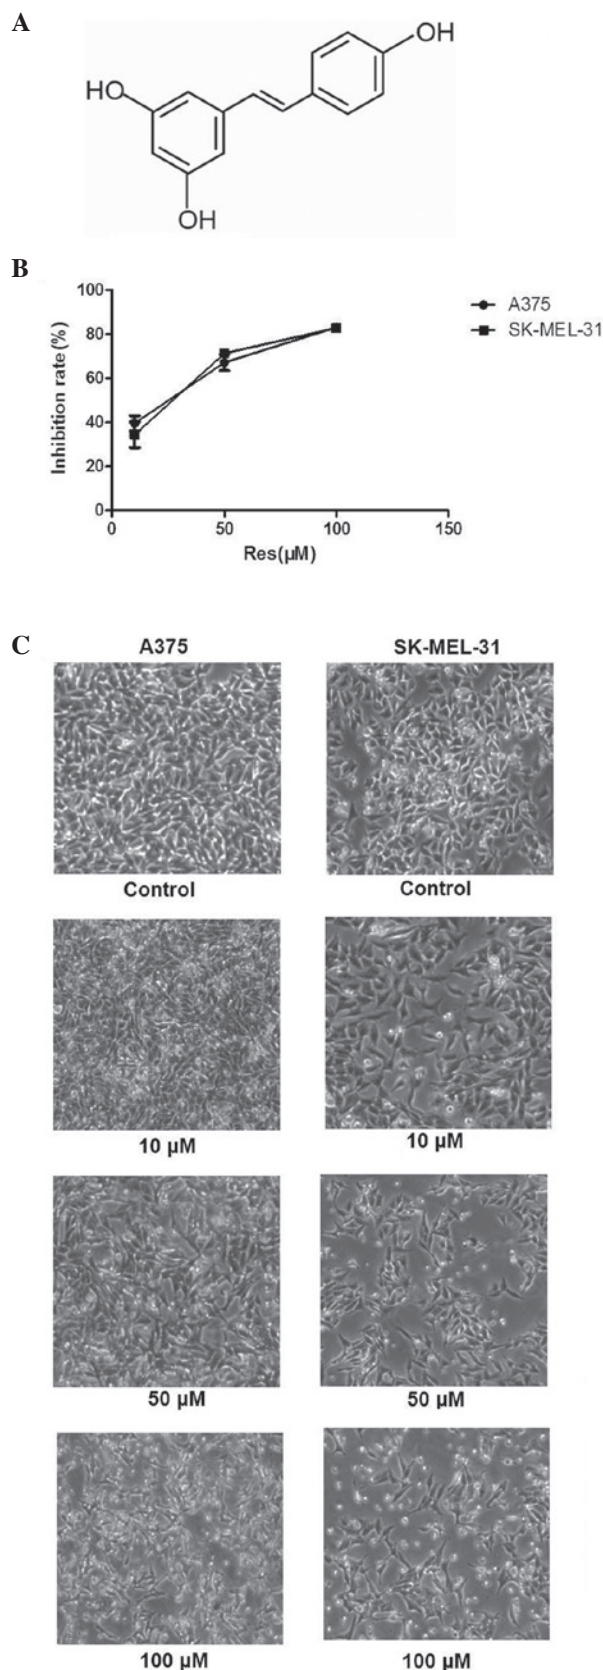 A
OH
HO
OH
B
100
80
60
40
20
0
Inhibition rate(%)
0 50 100 150
Res(µM)
A375
SK-MEL-31
C
A375 SK-MEL-31
Control Control
10 µM 10 µM
50 µM 50 µM
100 µM 100 µM